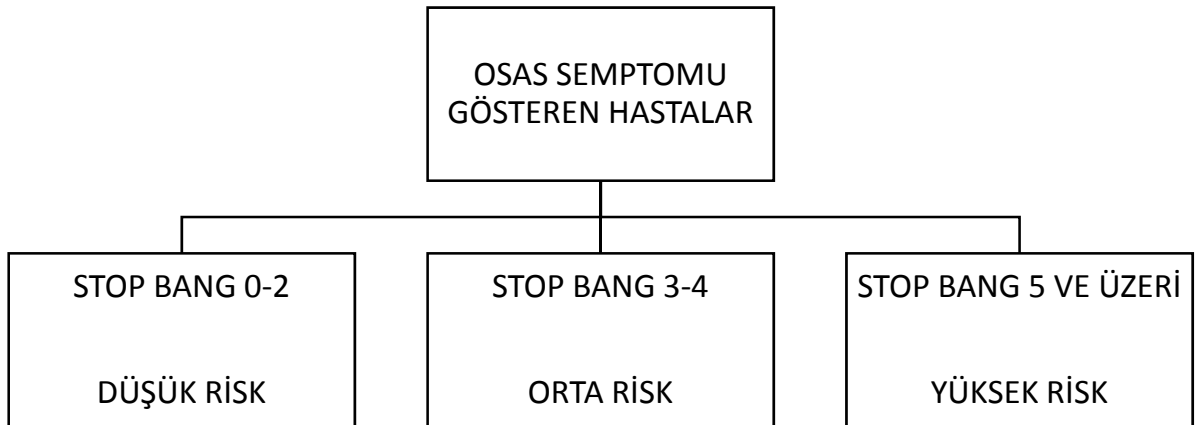 OSAS SEMPTOMU
GÖSTEREN HASTALAR
STOP BANG 0-2
DÜŞÜK RİSK
STOP BANG 3-4
ORTA RİSK
STOP BANG 5 VE ÜZERİ
YÜKSEK RİSK